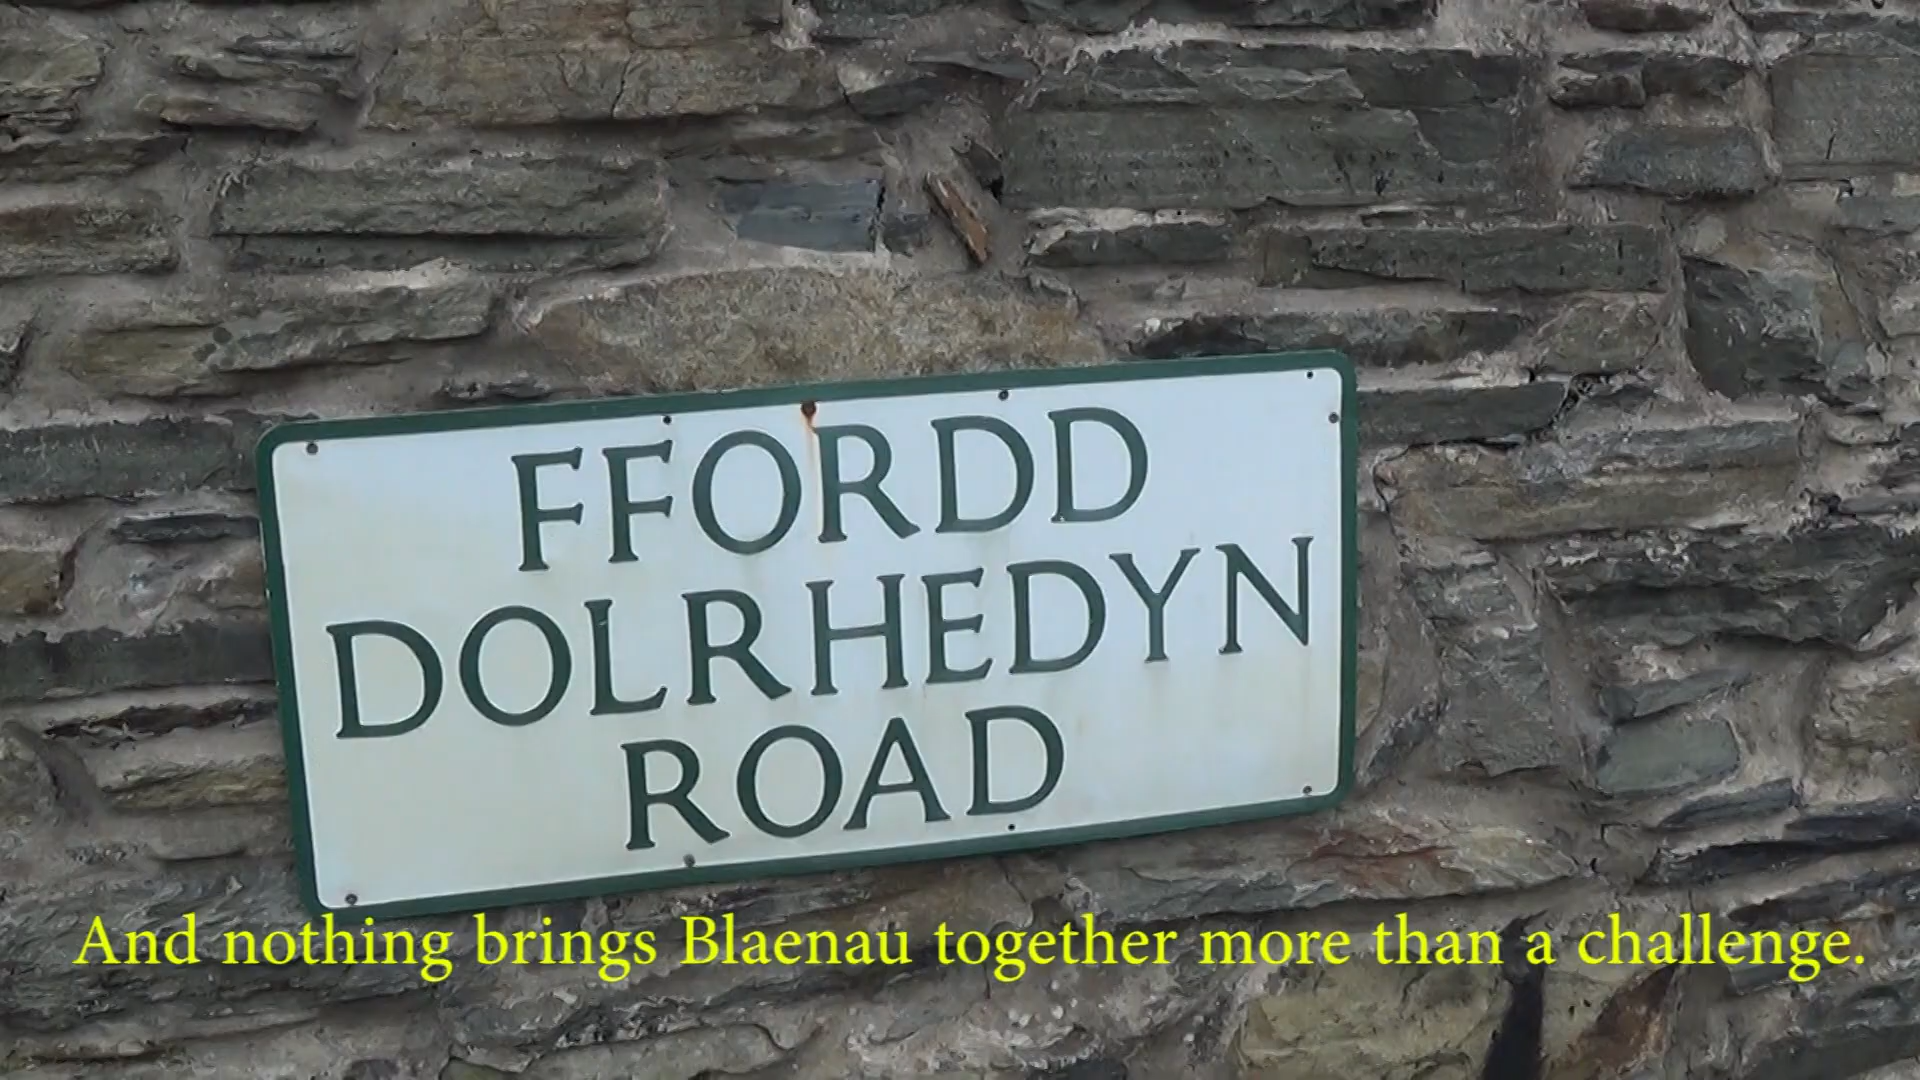 FFORDD
DOLRHEDYN
ROAD
And nothing brings Blaenau together more than a challenge.